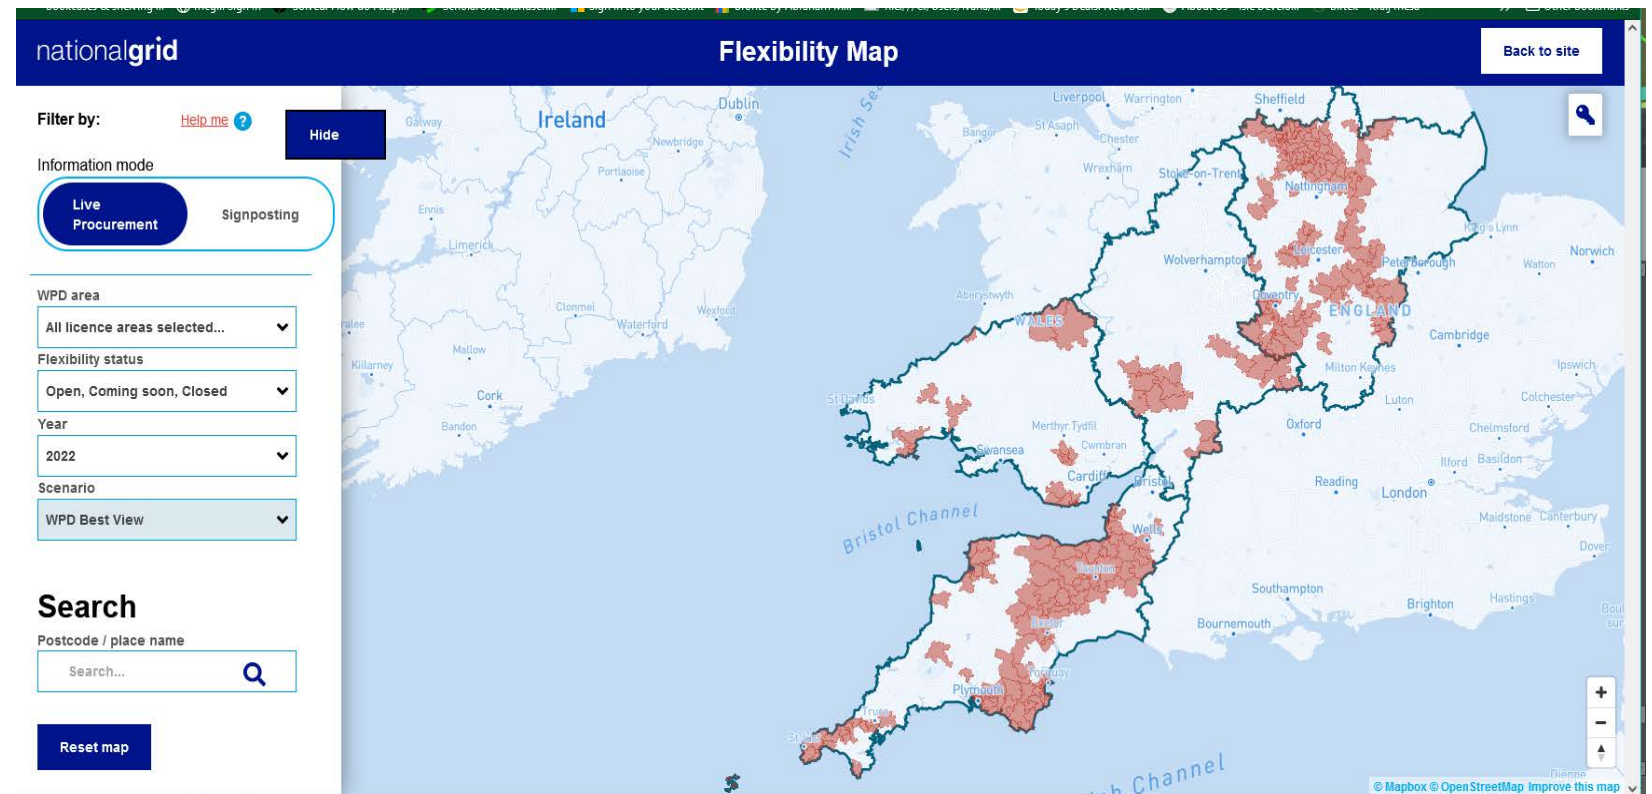 nationalgrid
Flexibility Map
Back to site
Filter by:
Help me ?
Hide
Information mode
Live
Procurement
Signposting
WPD area
All licence areas selected...
Flexibility status
Open, Coming soon, Closed
Year
2022
Scenario
WPD Best View
Search
Postcode / place name
Search...
Reset map
Ireland
Dublin
Galway
Newbridge
Portlaoise
Ennis
Limerick
Clonmel
Wexford
Waterford
Mallow
Killarney
Cork
Bandon
Liverpool
Warrington
Sheffield
Bangor
St Asaph
Chester
Wrexham
Stoke-on-Trent
Nottingham
King's Lynn
Norwich
Leicester
Peterborough
Watton
Wolverhampton
Aberystwyth
Coventry
WALES
ENGLAND
Cambridge
Milton Keynes
Ipswich
St Davids
Luton
Colchester
Merthyr Tydfil
Oxford
Chelmsford
Swansea
Cwmbran
Ilford
Basildon
Cardiff
Bristol
Reading
London
Bristol Channel
Wells
Maidstone
Canterbury
Dover
Taunton
Southampton
Brighton
Hastings
Exeter
Bournemouth
Torquay
Plymouth
Truro
Channel
Dieppe
© Mapbox © OpenStreetMap Improve this map